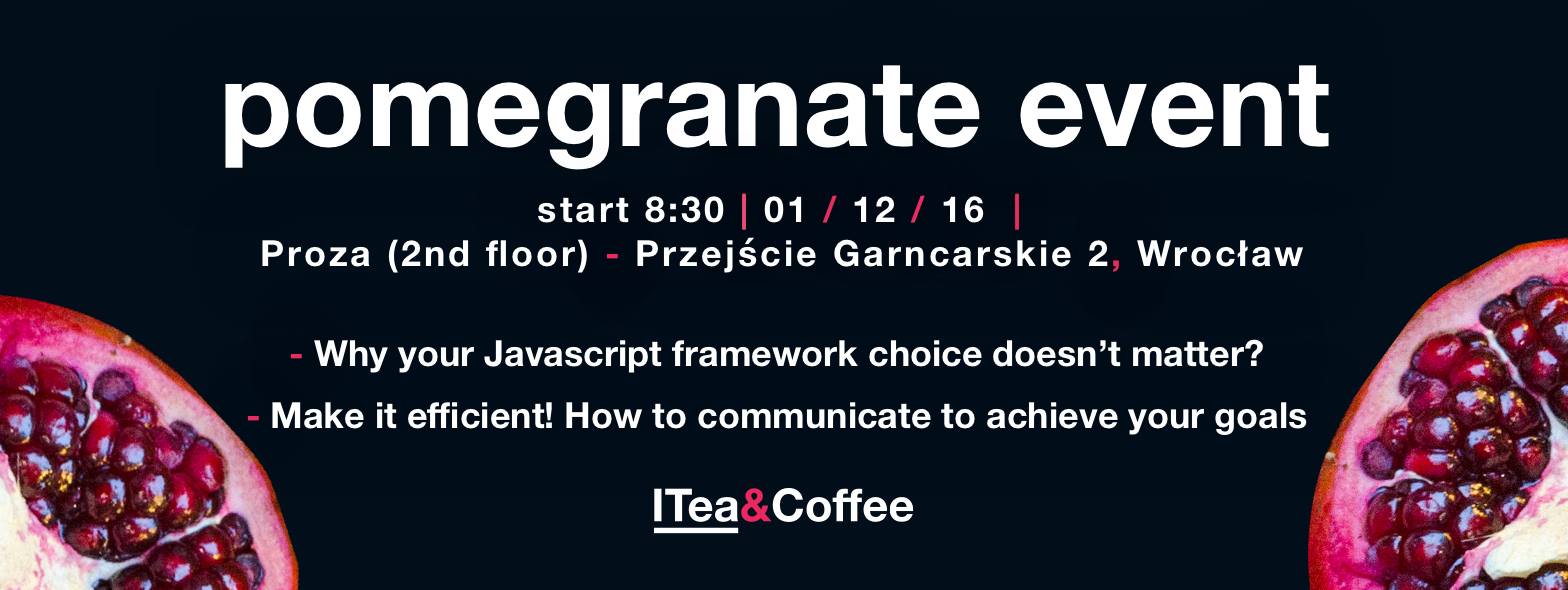 pomegranate event
start 8:30 | 01 / 12 / 16 |
Proza (2nd floor) - Przejście Garncarskie 2, Wrocław
- Why your Javascript framework choice doesn’t matter?
- Make it efficient! How to communicate to achieve your goals
ITea&Coffee